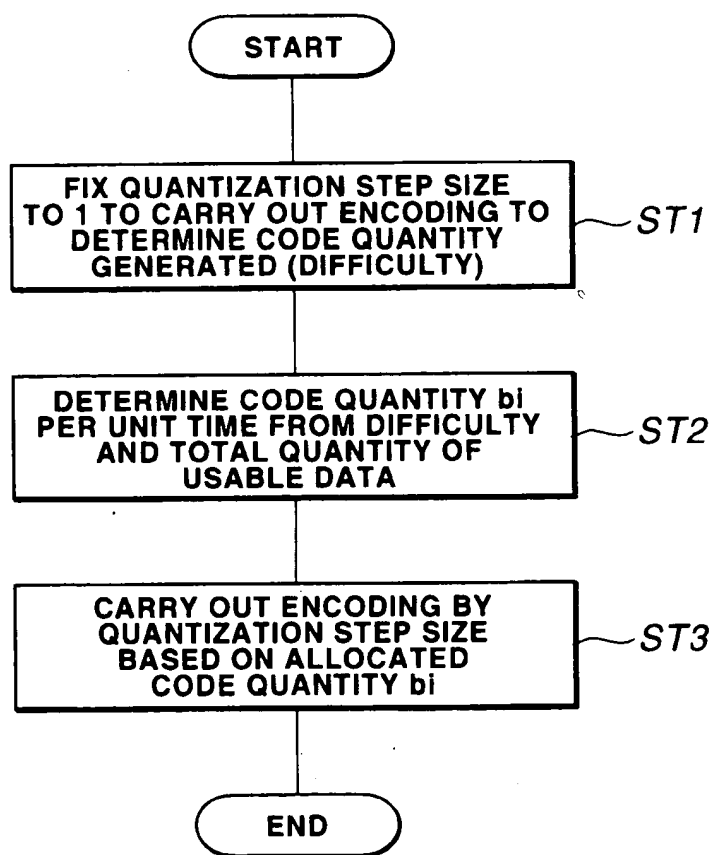 START
FIX QUANTIZATION STEP SIZE
TO 1 TO CARRY OUT ENCODING TO
DETERMINE CODE QUANTITY
GENERATED (DIFFICULTY)
ST1
DETERMINE CODE QUANTITY bi
PER UNIT TIME FROM DIFFICULTY
AND TOTAL QUANTITY OF
USABLE DATA
ST2
CARRY OUT ENCODING BY
QUANTIZATION STEP SIZE
BASED ON ALLOCATED
CODE QUANTITY bi
ST3
END